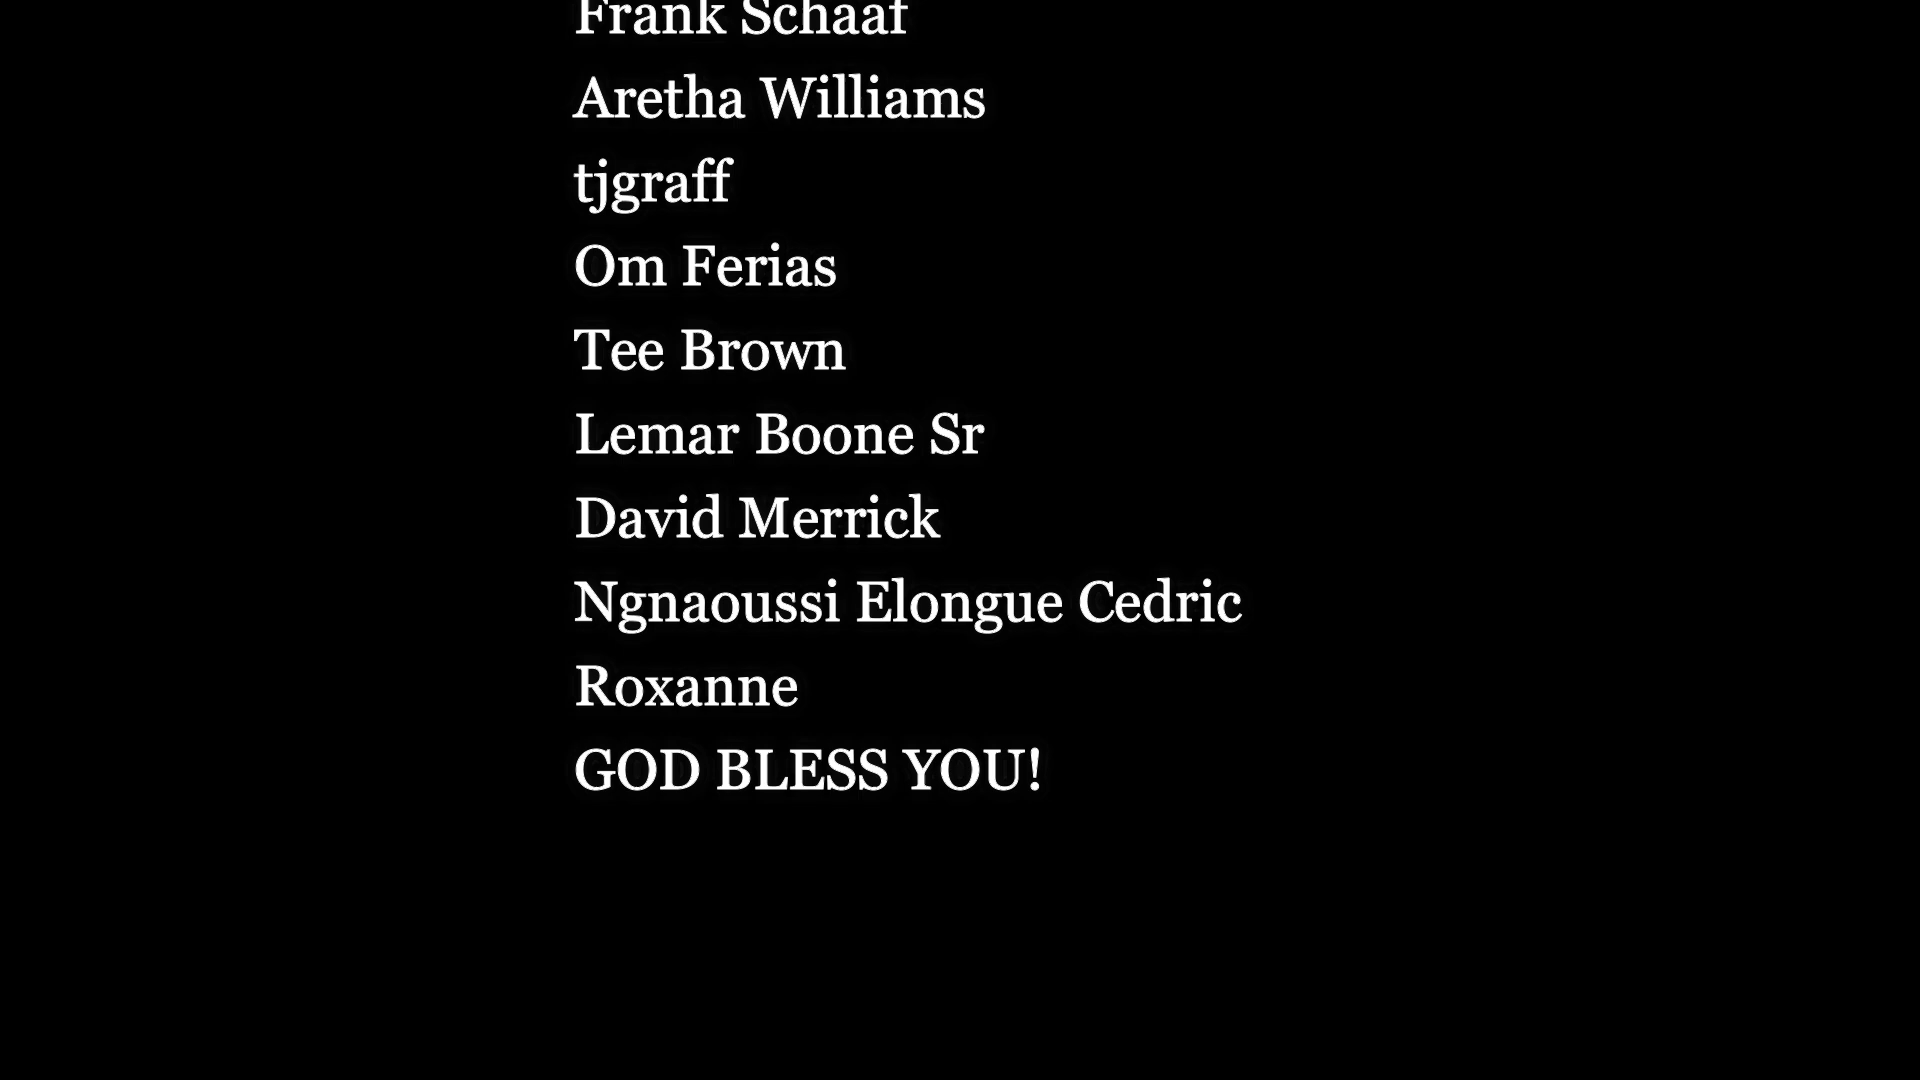 Frank Schaaf
Aretha Williams
tjgraff
Om Ferias
Tee Brown
Lemar Boone Sr
David Merrick
Ngnaoussi Elongue Cedric
Roxanne
GOD BLESS YOU!